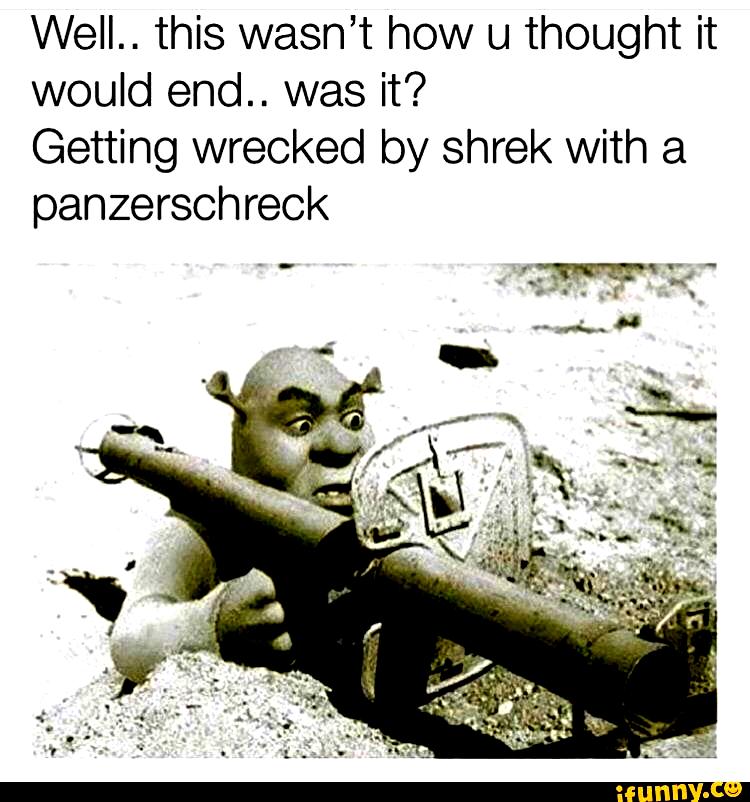 Well.. this wasn't how u thought it
would end.. was it?
Getting wrecked by shrek with a
panzerschreck
ifunny.co